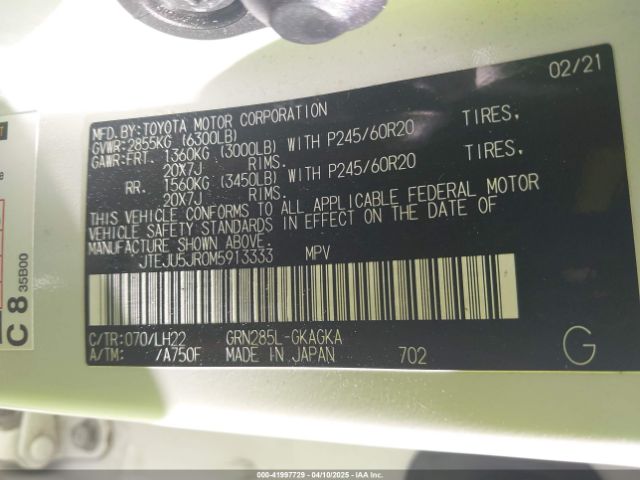 02/21
MFD.BY:TOYOTA MOTOR CORPORATION
GVWR:2855KG (6300LB)
GAWR:FRT. 1360KG (3000LB) WITH P245/60R20 TIRES,
20X7J RIMS.
RR. 1560KG (3450LB) WITH P245/60R20 TIRES,
20X7J RIMS.
THIS VEHICLE CONFORMS TO ALL APPLICABLE FEDERAL MOTOR
VEHICLE SAFETY STANDARDS IN EFFECT ON THE DATE OF
MANUFACTURE SHOWN ABOVE.
JTEJU5JR0M5913333 MPV
C/TR:070/LH22 GRN285L-GKAGKA
A/TM: /A750F MADE IN JAPAN 702
G
C 8 35B00
000-41997729 - 04/10/2025 - IAA Inc.